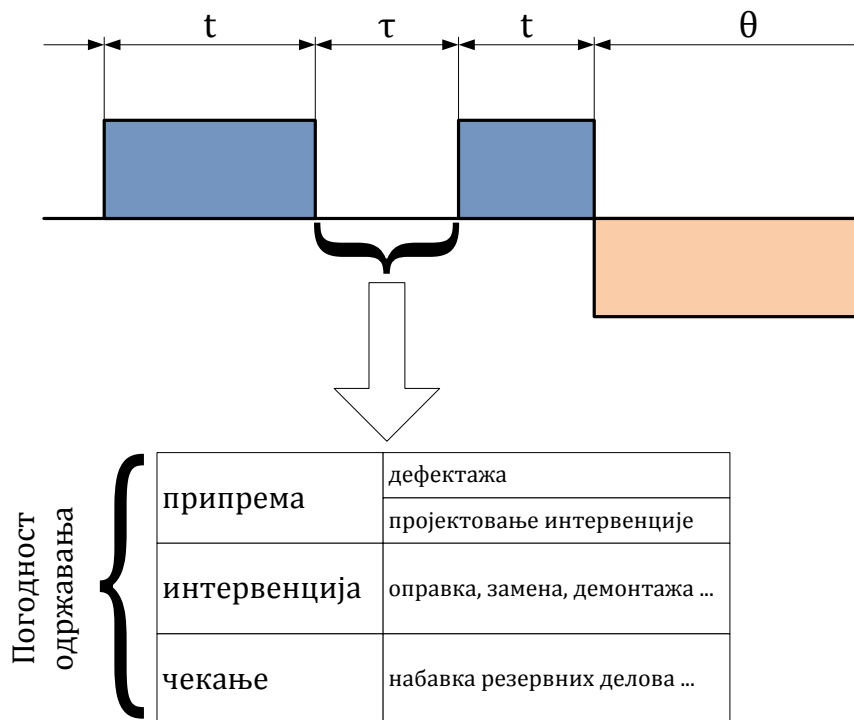 t τ t θ
Погодност
одржавања
припрема
дефектажа
пројектовање интервенције
интервенција
оправка, замена, демонтажа ...
чекање
набавка резервних делова ...